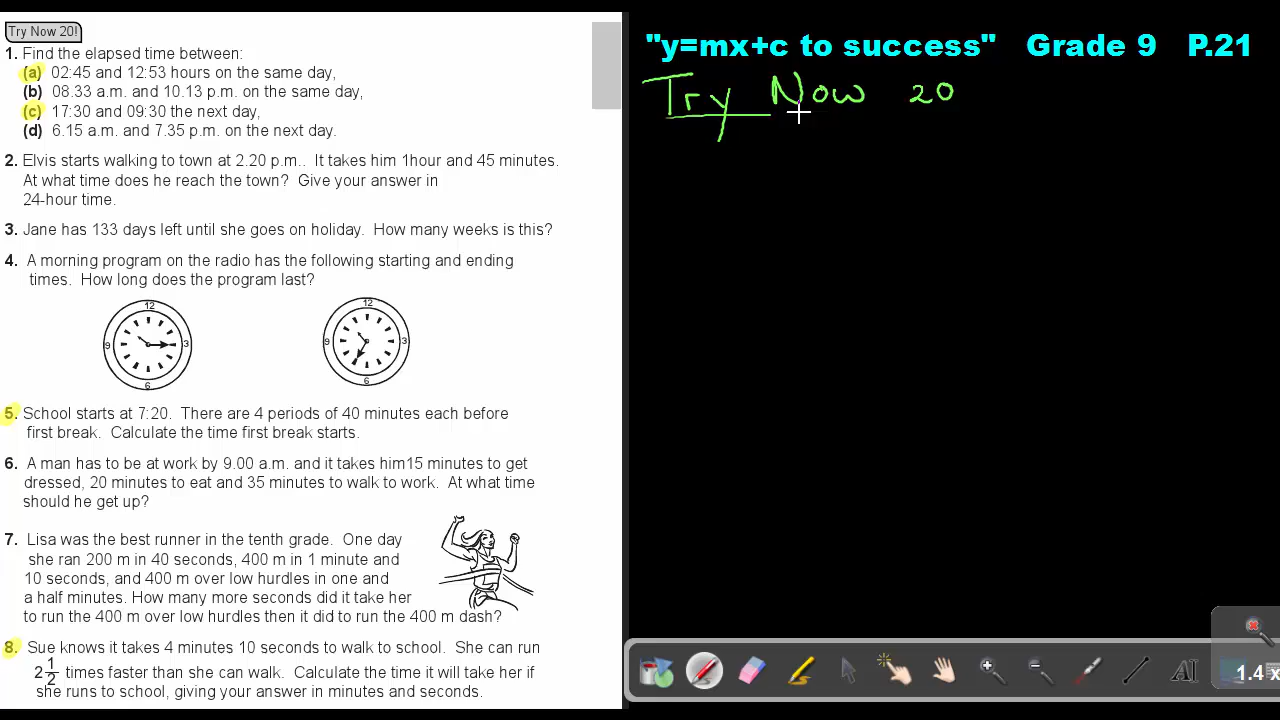 Try Now 20!
1. Find the elapsed time between:
(a) 02:45 and 12:53 hours on the same day,
(b) 08.33 a.m. and 10.13 p.m. on the same day,
(c) 17:30 and 09:30 the next day,
(d) 6.15 a.m. and 7.35 p.m. on the next day.
2. Elvis starts walking to town at 2.20 p.m.. It takes him 1hour and 45 minutes.
At what time does he reach the town? Give your answer in
24-hour time.
3. Jane has 133 days left until she goes on holiday. How many weeks is this?
4. A morning program on the radio has the following starting and ending
times. How long does the program last?
12
9 3
6
12
9 3
6
5. School starts at 7:20. There are 4 periods of 40 minutes each before
first break. Calculate the time first break starts.
6. A man has to be at work by 9.00 a.m. and it takes him15 minutes to get
dressed, 20 minutes to eat and 35 minutes to walk to work. At what time
should he get up?
7. Lisa was the best runner in the tenth grade. One day
she ran 200 m in 40 seconds, 400 m in 1 minute and
10 seconds, and 400 m over low hurdles in one and
a half minutes. How many more seconds did it take her
to run the 400 m over low hurdles then it did to run the 400 m dash?
8. Sue knows it takes 4 minutes 10 seconds to walk to school. She can run
2 1/2 times faster than she can walk. Calculate the time it will take her if
she runs to school, giving your answer in minutes and seconds.
"y=mx+c to success" Grade 9 P.21
Try Now 20
AI
1.4 x